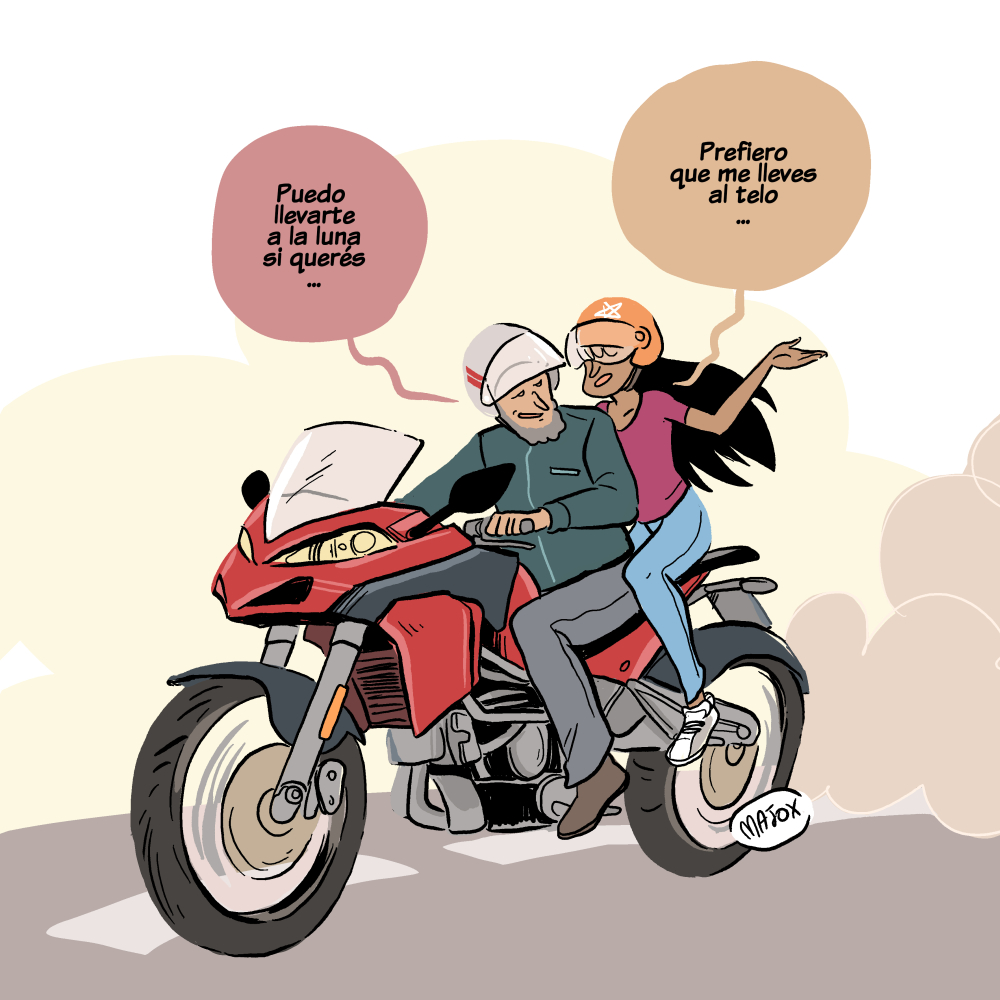 Puedo
llevarte
a la luna
si querés
...
Prefiero
que me lleves
al telo
...
MAJOX